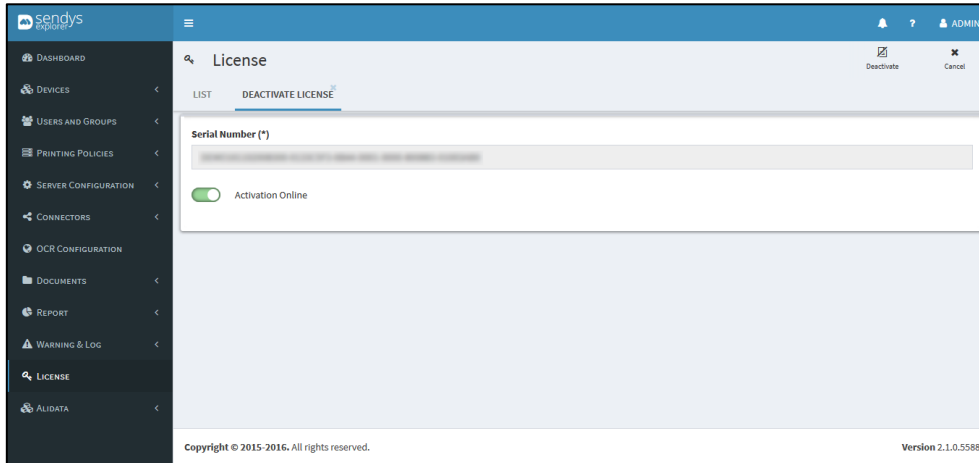 sendys
explorer
? ADMIN
DASHBOARD
DEVICES
USERS AND GROUPS
PRINTING POLICIES
SERVER CONFIGURATION
CONNECTORS
OCR CONFIGURATION
DOCUMENTS
REPORT
WARNING & LOG
LICENSE
ALIDATA
License
Deactivate
Cancel
LIST
DEACTIVATE LICENSE
Serial Number (*)
Activation Online
Copyright © 2015-2016. All rights reserved.
Version 2.1.0.5588